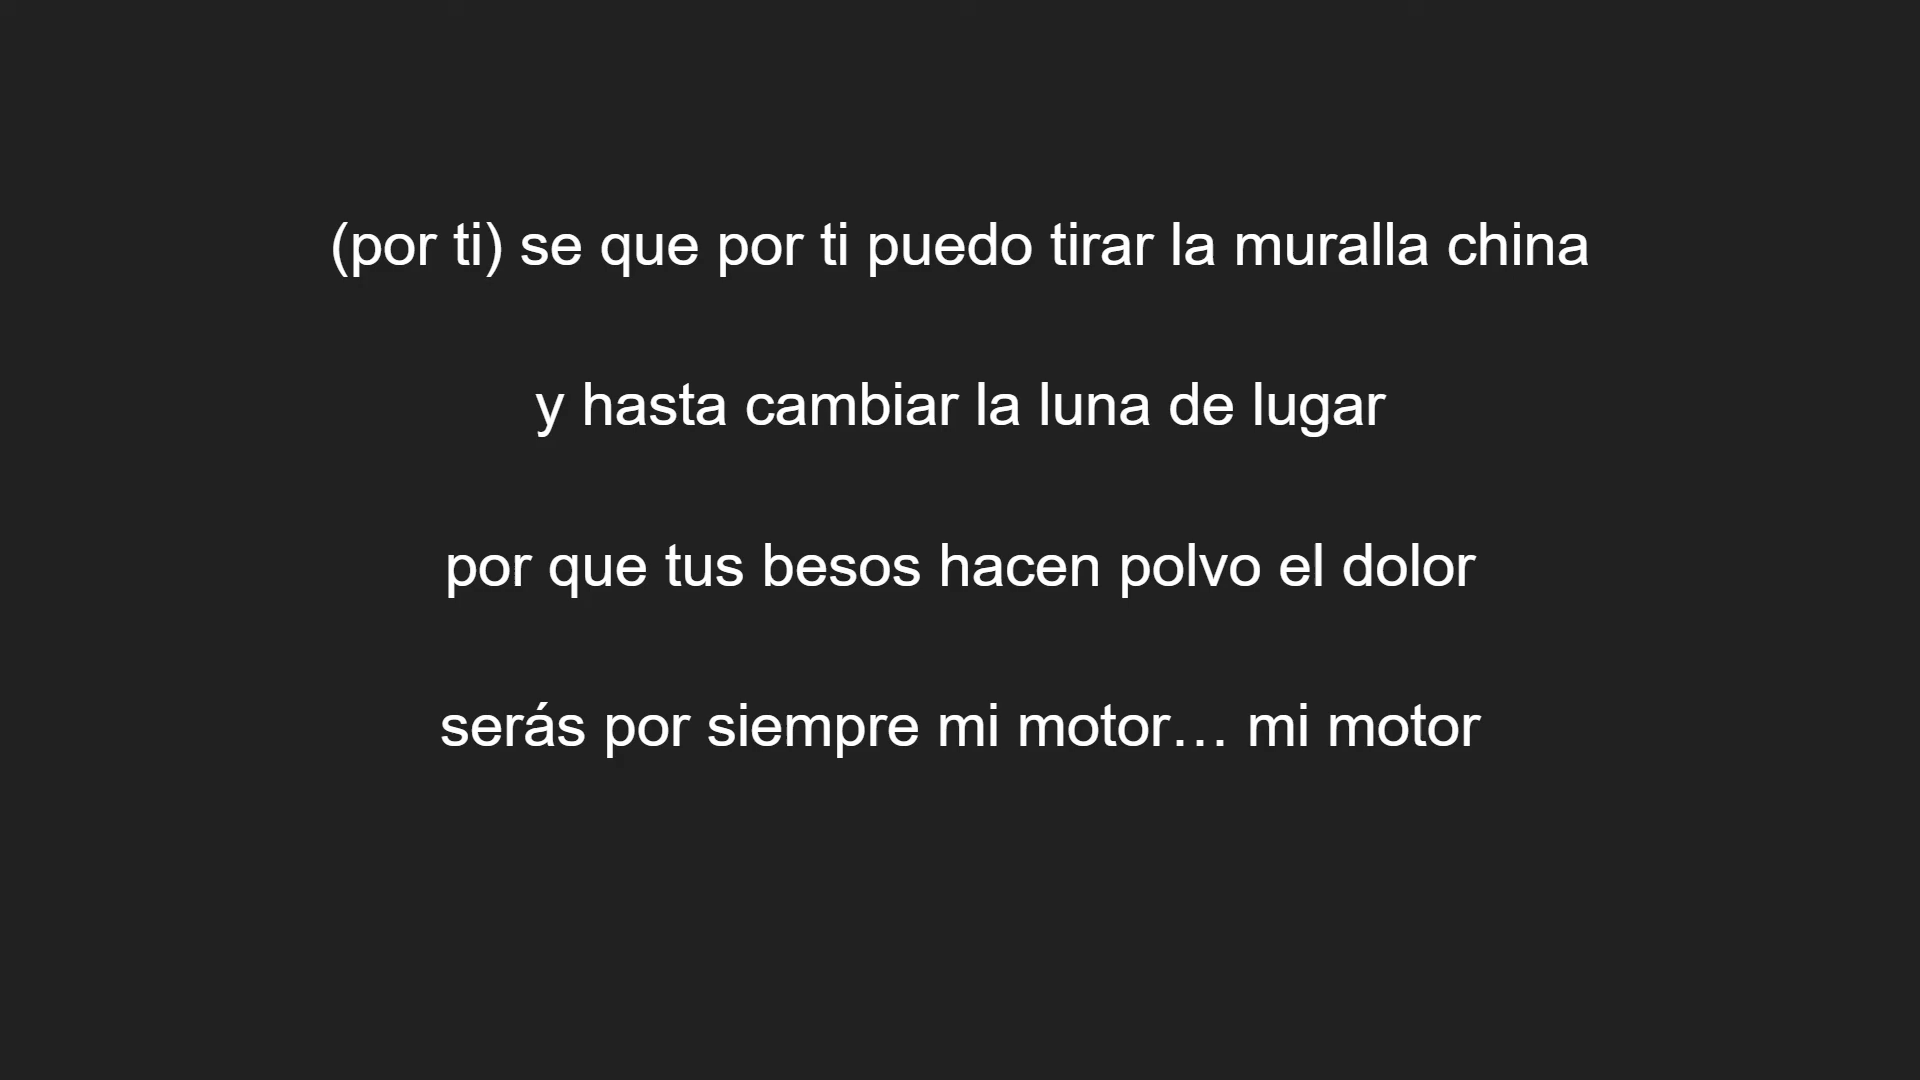 (por ti) se que por ti puedo tirar la muralla china
y hasta cambiar la luna de lugar
por que tus besos hacen polvo el dolor
serás por siempre mi motor… mi motor